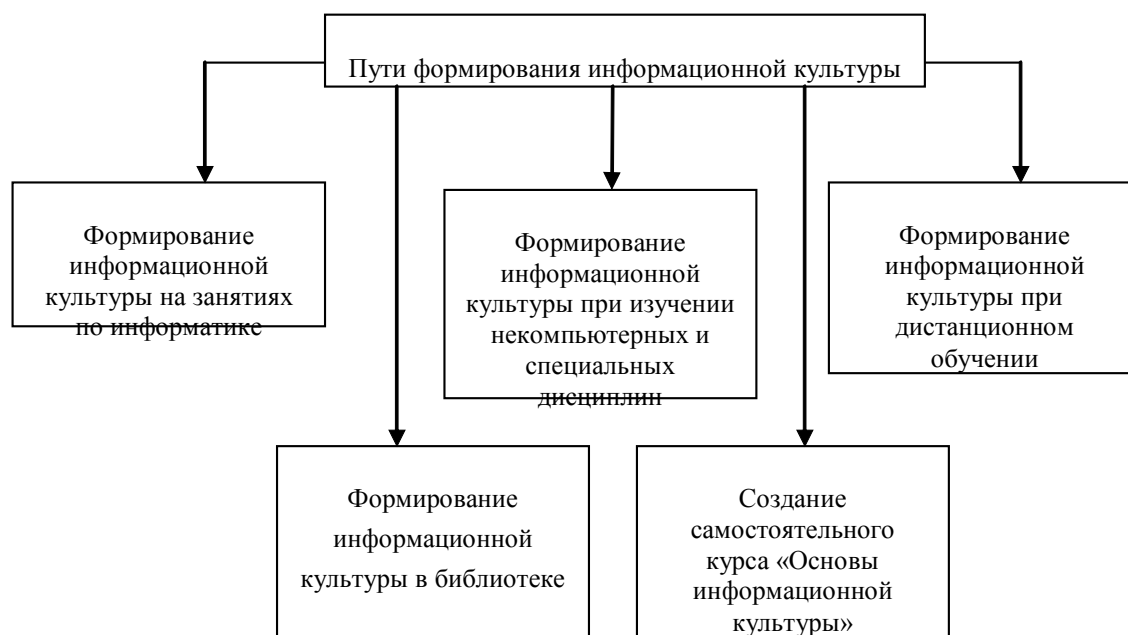 Пути формирования информационной культуры
Формирование
информационной
культуры на занятиях
по информатике
Формирование
информационной
культуры при изучении
некомпьютерных и
специальных
дисциплин
Формирование
информационной
культуры при
дистанционном
обучении
Формирование
информационной
культуры в библиотеке
Создание
самостоятельного
курса «Основы
информационной
культуры»